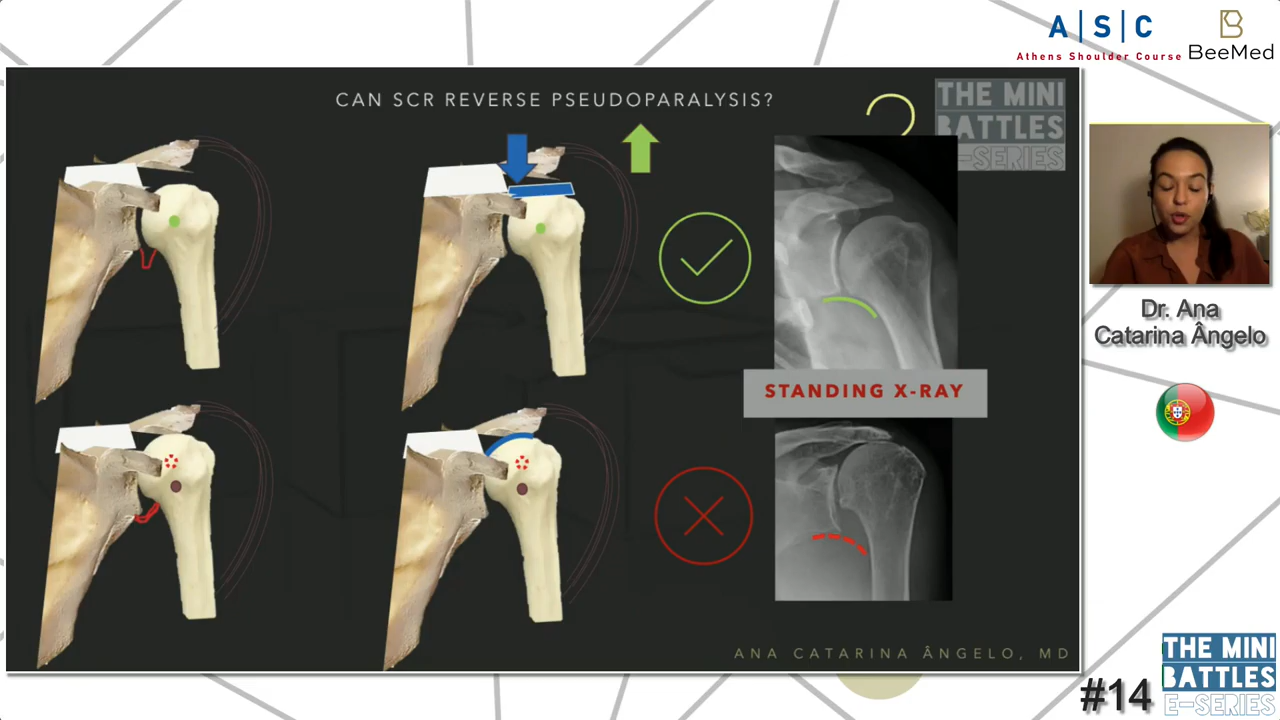 A|S|C
Athens Shoulder Course
BeeMed
CAN SCR REVERSE PSEUDOPARALYSIS?
?
THE MINI
BATTLES
E-SERIES
STANDING X-RAY
ANA CATARINA ÂNGELO, MD
Dr. Ana
Catarina Ângelo
#14
THE MINI
BATTLES
E-SERIES